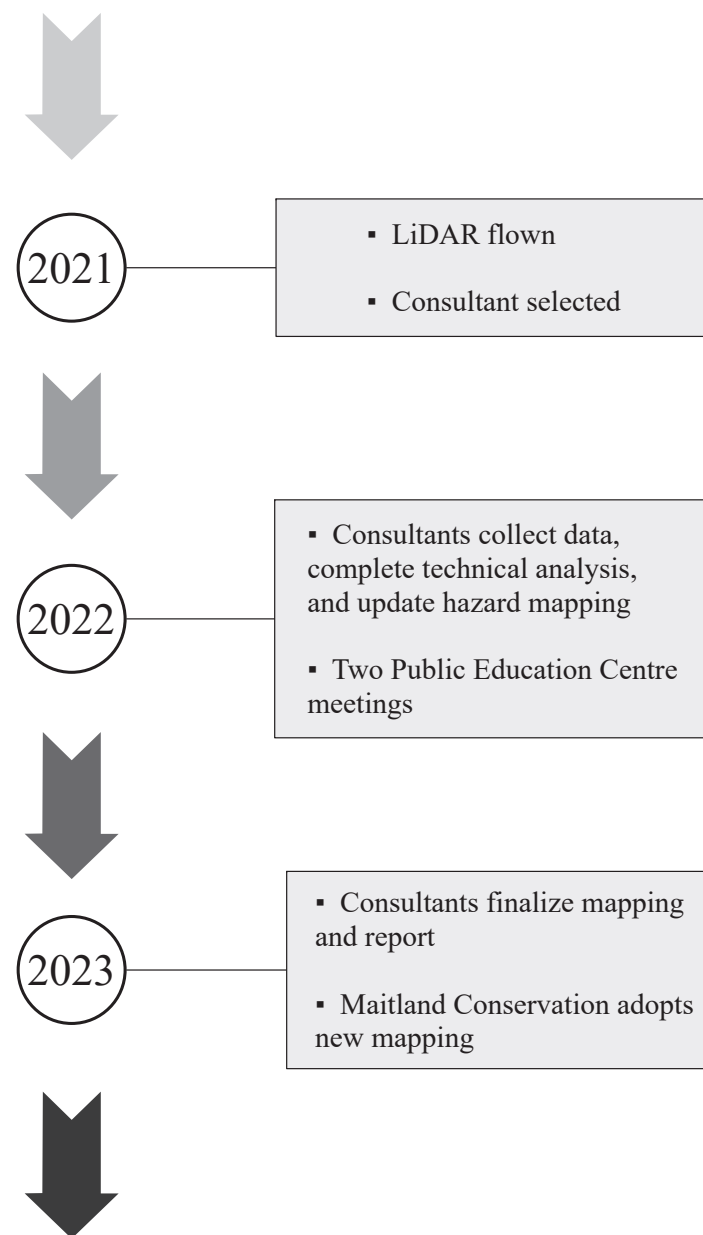 2021
▪ LiDAR flown
▪ Consultant selected
2022
▪ Consultants collect data,
complete technical analysis,
and update hazard mapping
▪ Two Public Education Centre
meetings
2023
▪ Consultants finalize mapping
and report
▪ Maitland Conservation adopts
new mapping